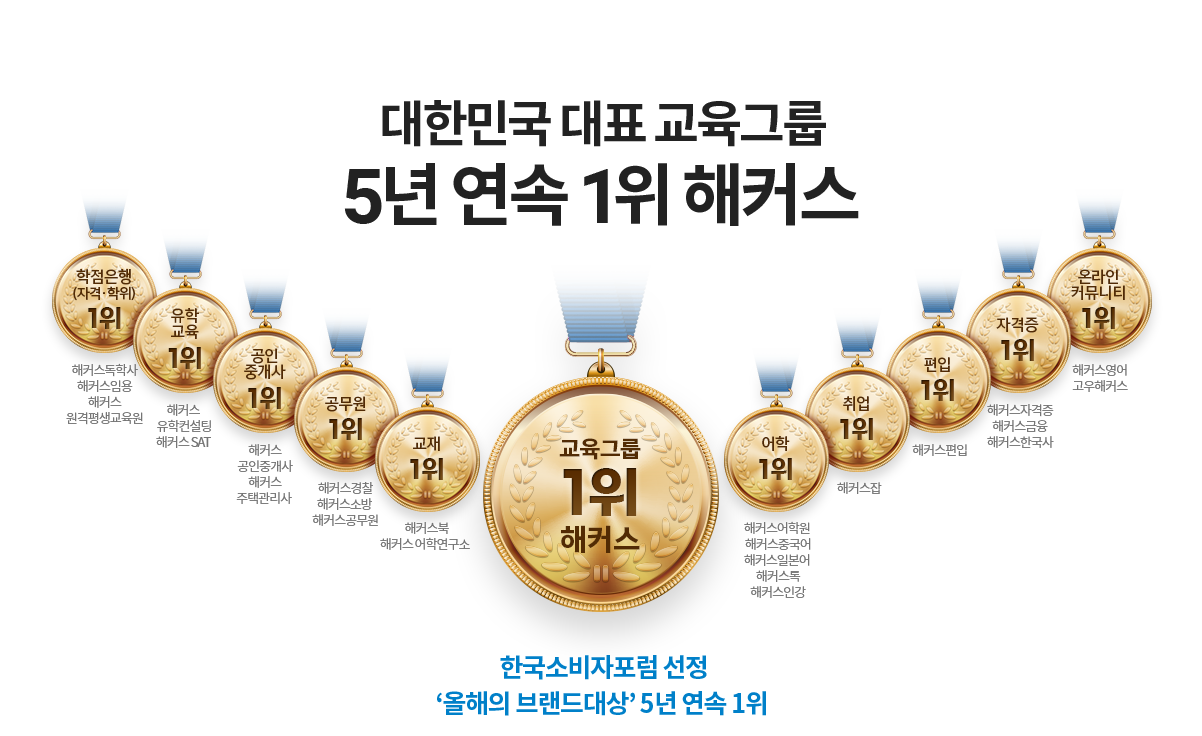 대한민국 대표 교육그룹
5년 연속 1위 해커스
학점은행
(자격·학위)
1위
해커스독학사
해커스임용
해커스
원격평생교육원
유학
교육
1위
해커스
유학컨설팅
해커스 SAT
공인
중개사
1위
해커스
공인중개사
해커스
주택관리사
공무원
1위
해커스경찰
해커스소방
해커스공무원
교재
1위
해커스북
해커스 어학연구소
교육그룹
1위
해커스
어학
1위
해커스어학원
해커스중국어
해커스일본어
해커스톡
해커스인강
취업
1위
해커스잡
편입
1위
해커스편입
자격증
1위
해커스자격증
해커스금융
해커스한국사
온라인
커뮤니티
1위
해커스영어
고우해커스
한국소비자포럼 선정
‘올해의 브랜드대상’ 5년 연속 1위